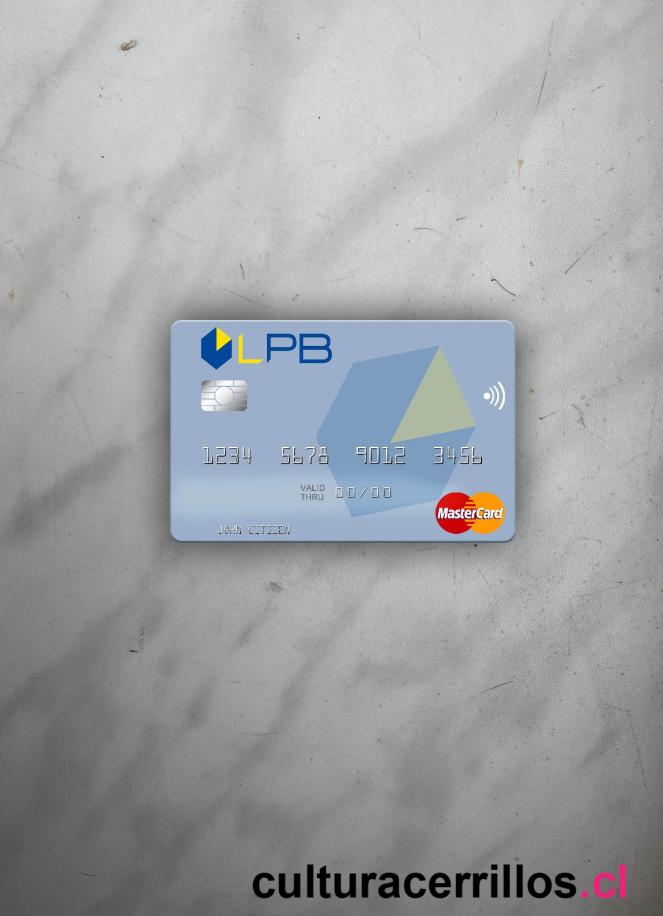 LPB
1234 5678 9012 3456
VALID
THRU 00/00
MasterCard
JOHN CITIZEN
culturacerrillos.cl